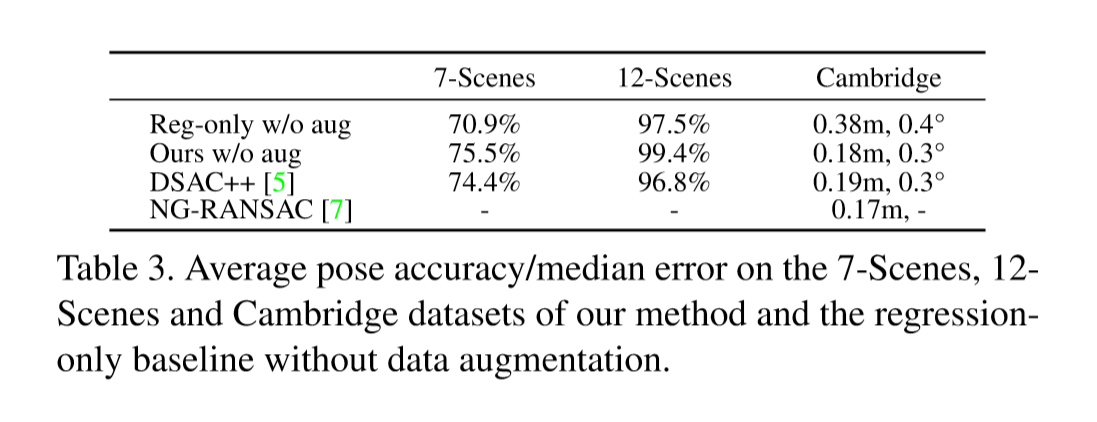 7-Scenes 12-Scenes Cambridge
Reg-only w/o aug 70.9% 97.5% 0.38m, 0.4°
Ours w/o aug 75.5% 99.4% 0.18m, 0.3°
DSAC++ [5] 74.4% 96.8% 0.19m, 0.3°
NG-RANSAC [7] - - 0.17m, -
Table 3. Average pose accuracy/median error on the 7-Scenes, 12-
Scenes and Cambridge datasets of our method and the regression-
only baseline without data augmentation.